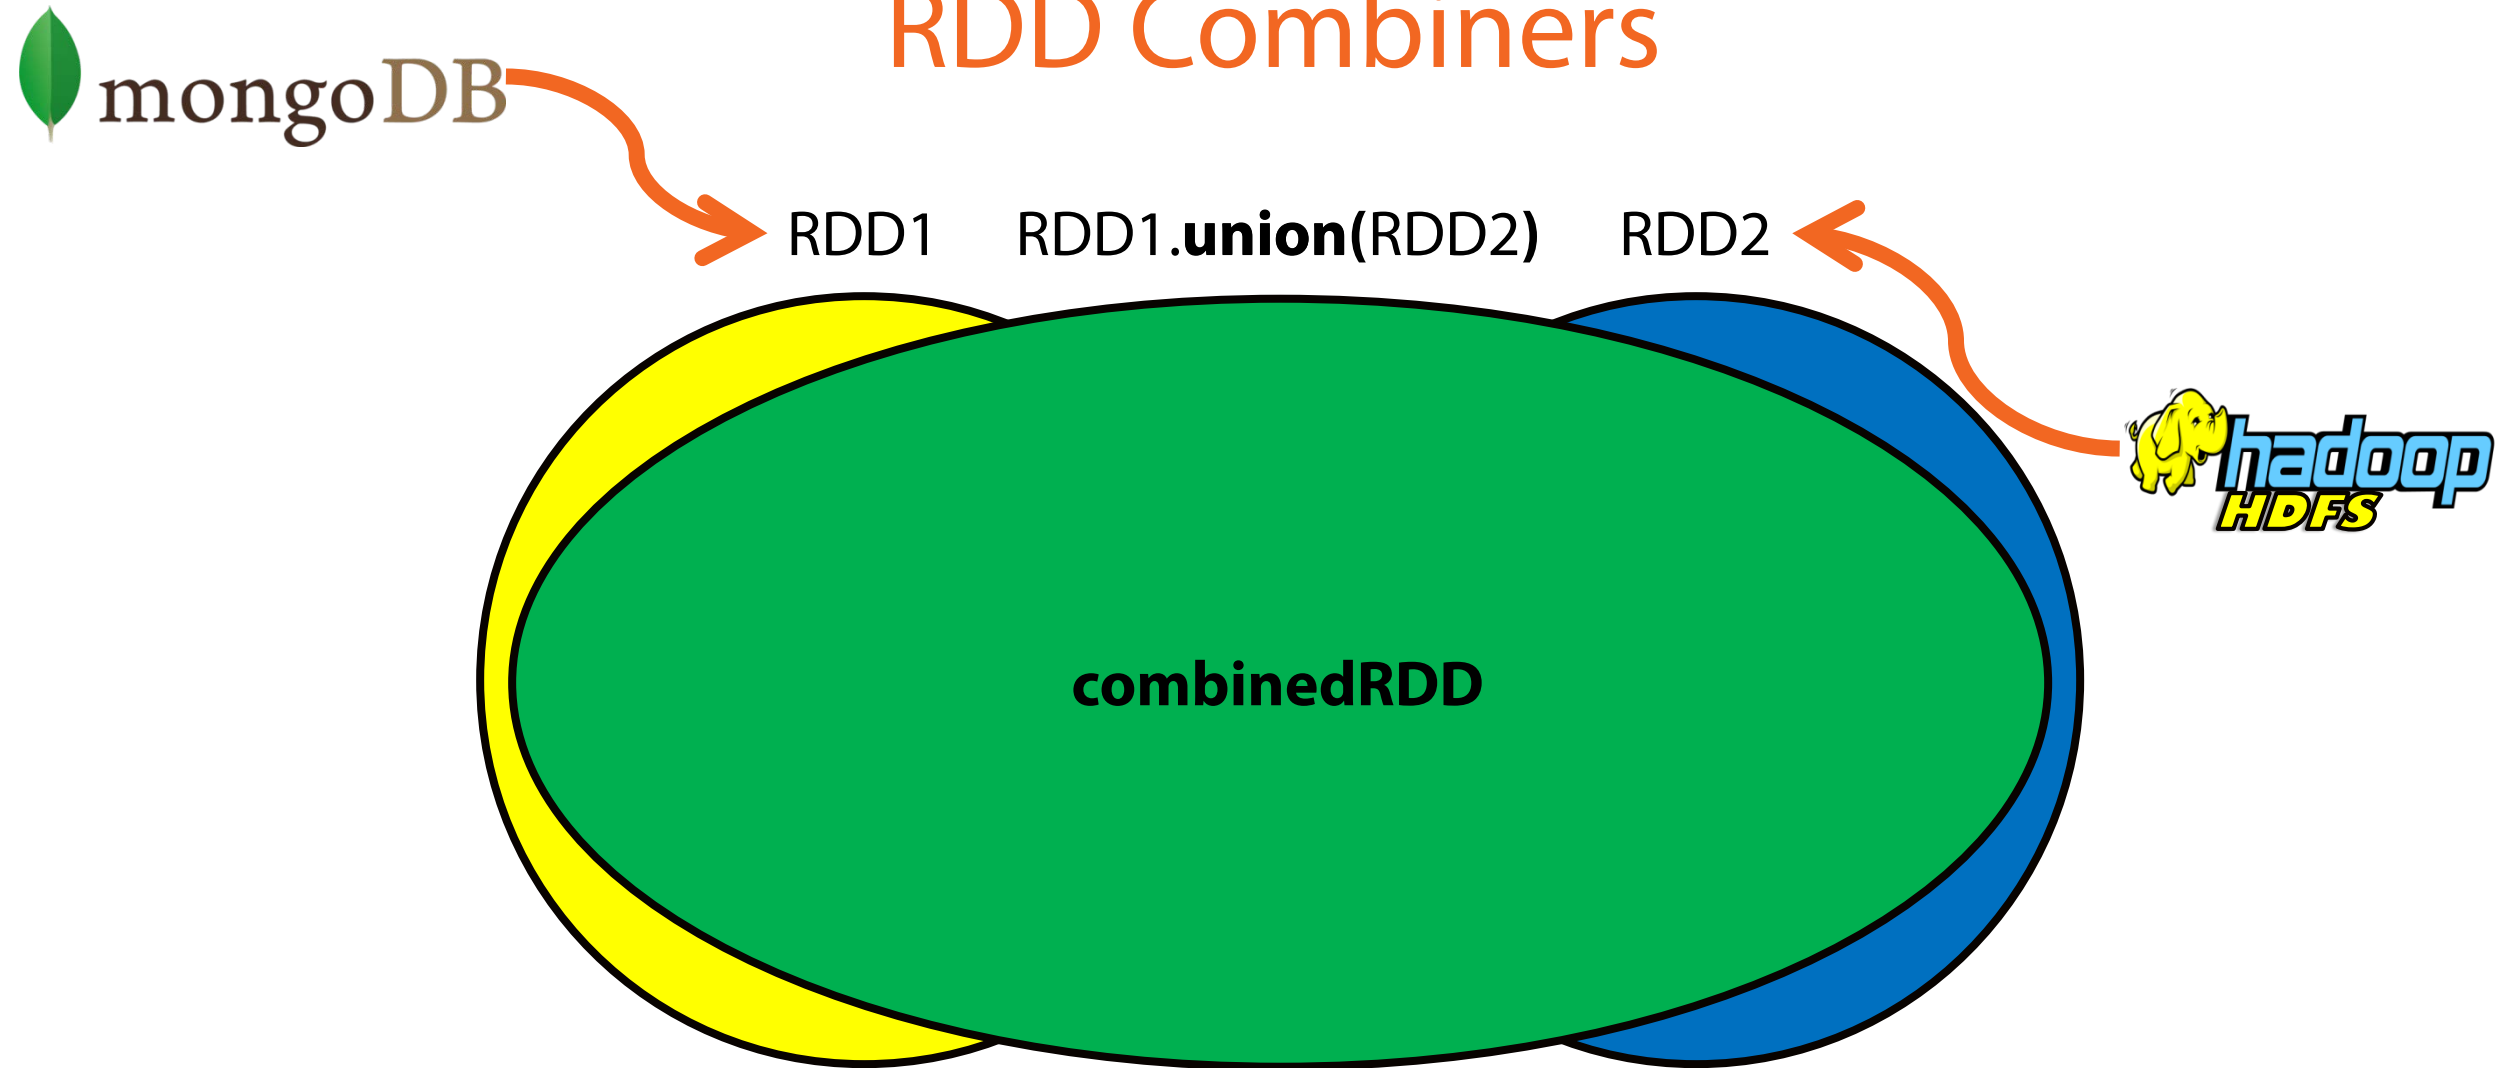 RDD Combiners
mongoDB
RDD1
RDD1.union(RDD2)
RDD2
hadoop
HDFS
combinedRDD